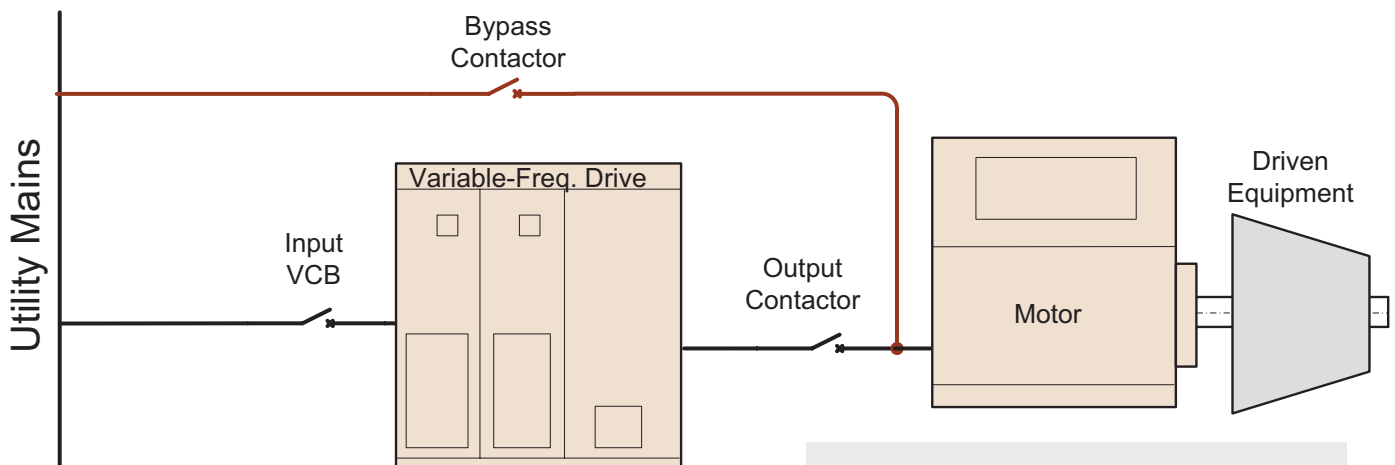 Bypass
Contactor
Utility Mains
Variable-Freq. Drive
Input
VCB
Output
Contactor
Motor
Driven
Equipment